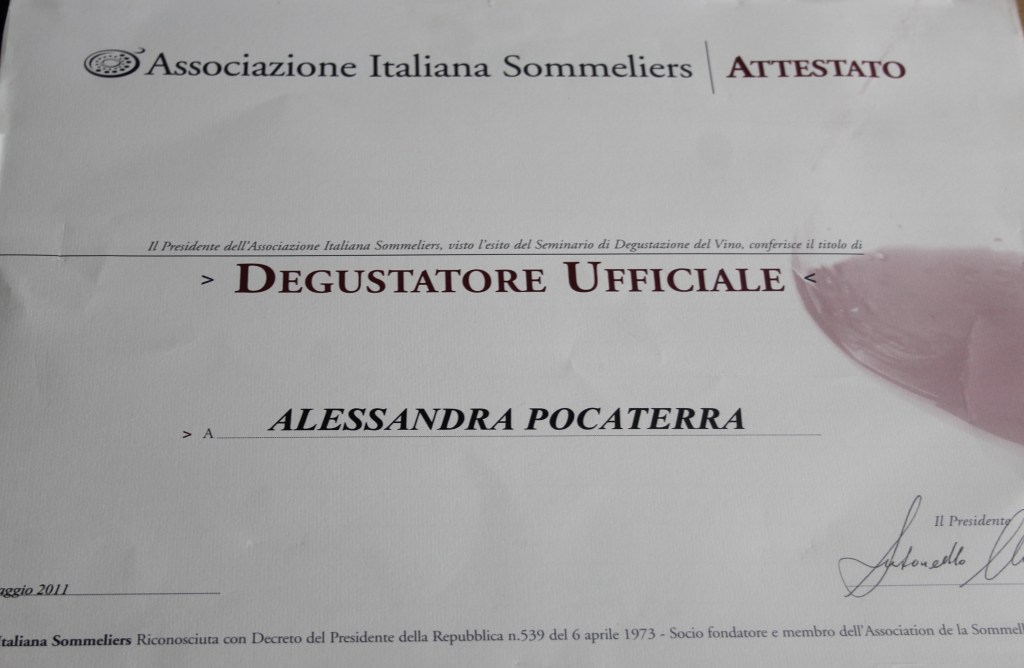 Associazione Italiana Sommeliers | ATTESTATO
Il Presidente dell'Associazione Italiana Sommeliers, visto l'esito del Seminario di Degustazione del Vino, conferisce il titolo di
> DEGUSTATORE UFFICIALE <
> A ALESSANDRA POCATERRA
Il Presidente
Antonello
aggio 2011
Italiana Sommeliers Riconosciuta con Decreto del Presidente della Repubblica n.539 del 6 aprile 1973 - Socio fondatore e membro dell'Association de la Sommel